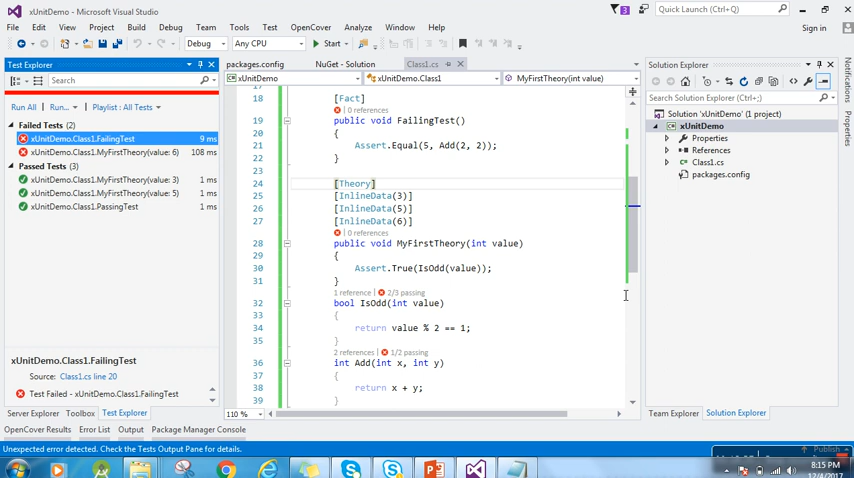 xUnitDemo - Microsoft Visual Studio
3
Quick Launch (Ctrl+Q)
File Edit View Project Build Debug Team Tools Test OpenCover Analyze Window Help
Sign in
Debug Any CPU Start
Test Explorer
Search
Run All Run... Playlist : All Tests
Failed Tests (2)
xUnitDemo.Class1.FailingTest 9 ms
xUnitDemo.Class1.MyFirstTheory(value: 6) 108 ms
Passed Tests (3)
xUnitDemo.Class1.MyFirstTheory(value: 3) 1 ms
xUnitDemo.Class1.MyFirstTheory(value: 5) 1 ms
xUnitDemo.Class1.PassingTest 1 ms
xUnitDemo.Class1.FailingTest
Source: Class1.cs line 20
Test Failed - xUnitDemo.Class1.FailingTest
Server Explorer Toolbox Test Explorer
packages.config NuGet - Solution Class1.cs
xUnitDemo xUnitDemo.Class1 MyFirstTheory(int value)
17
18 [Fact]
0 references
19 public void FailingTest()
20 {
21 Assert.Equal(5, Add(2, 2));
22 }
23
24 [Theory]
25 [InlineData(3)]
26 [InlineData(5)]
27 [InlineData(6)]
0 references
28 public void MyFirstTheory(int value)
29 {
30 Assert.True(IsOdd(value));
31 }
1 reference 2/3 passing
32 bool IsOdd(int value)
33 {
34 return value % 2 == 1;
35 }
2 references 1/2 passing
36 int Add(int x, int y)
37 {
38 return x + y;
39 }
110 %
Solution Explorer
Search Solution Explorer (Ctrl+;)
Solution 'xUnitDemo' (1 project)
xUnitDemo
Properties
References
Class1.cs
packages.config
Team Explorer Solution Explorer
Notifications
Properties
OpenCover Results Error List Output Package Manager Console
Unexpected error detected. Check the Tests Output Pane for details.
Publish
8:15 PM
12/4/2017